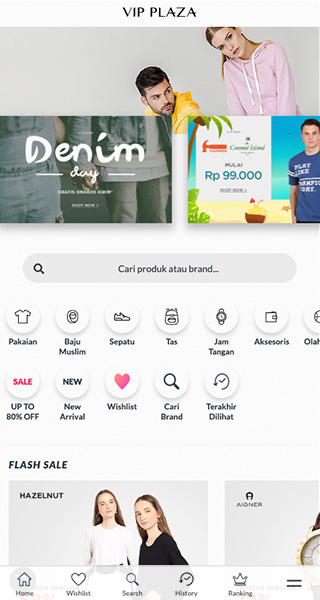 VIP PLAZA
Denim
day
GRATIS ONGKOS KIRIM*
SHOP NOW >
HAMMER
Coconut Island
MULAI
Rp 99.000
SHOP NOW >
PLAY
LIKE
CHAMPION
Cari produk atau brand...
Pakaian
Baju
Muslim
Sepatu
Tas
Jam
Tangan
Aksesoris
Olah
SALE
NEW
UP TO
80% OFF
New
Arrival
Wishlist
Cari
Brand
Terakhir
Dilihat
FLASH SALE
HAZELNUT
AIGNER
Home
Wishlist
Search
History
Ranking